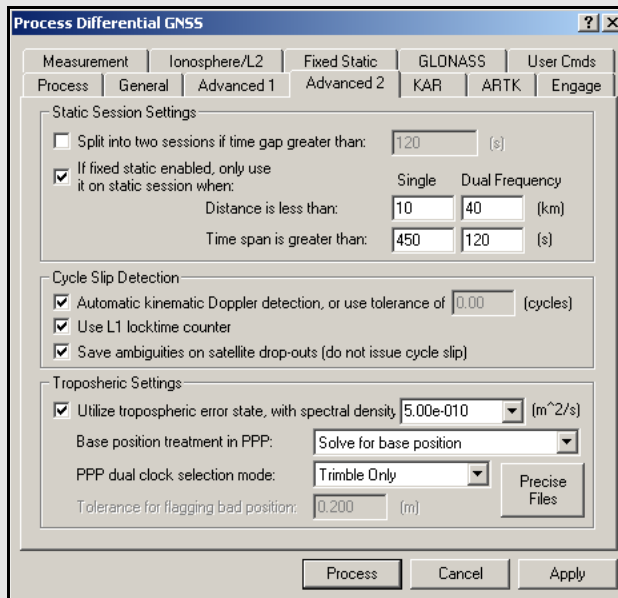 Process Differential GNSS
Measurement Ionosphere/L2 Fixed Static GLONASS User Cmds
Process General Advanced 1 Advanced 2 KAR ARTK Engage
Static Session Settings
Split into two sessions if time gap greater than: 120 (s)
If fixed static enabled, only use
it on static session when: Single Dual Frequency
Distance is less than: 10 40 (km)
Time span is greater than: 450 120 (s)
Cycle Slip Detection
Automatic kinematic Doppler detection, or use tolerance of 0.00 (cycles)
Use L1 locktime counter
Save ambiguities on satellite drop-outs (do not issue cycle slip)
Troposheric Settings
Utilize tropospheric error state, with spectral density 5.00e-010 (m^2/s)
Base position treatment in PPP: Solve for base position
PPP dual clock selection mode: Trimble Only
Precise
Files
Tolerance for flagging bad position: 0.200 (m)
Process Cancel Apply